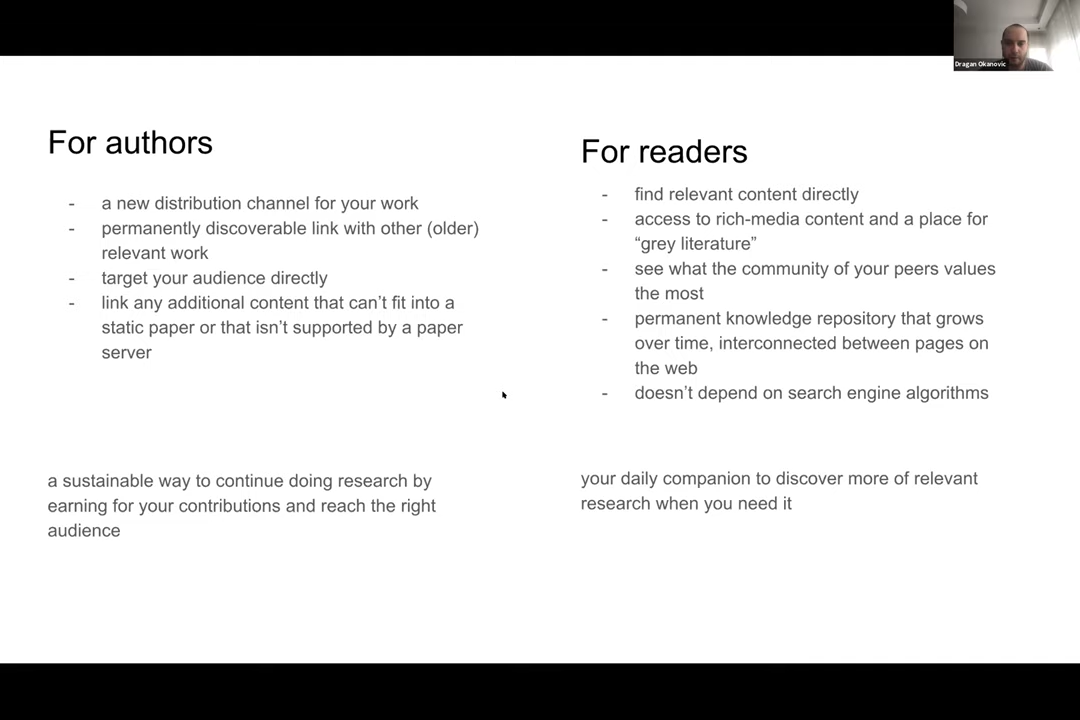 Dragan Okanovic
For authors
- a new distribution channel for your work
- permanently discoverable link with other (older)
relevant work
- target your audience directly
- link any additional content that can’t fit into a
static paper or that isn’t supported by a paper
server
a sustainable way to continue doing research by
earning for your contributions and reach the right
audience
For readers
- find relevant content directly
- access to rich-media content and a place for
“grey literature”
- see what the community of your peers values
the most
- permanent knowledge repository that grows
over time, interconnected between pages on
the web
- doesn’t depend on search engine algorithms
your daily companion to discover more of relevant
research when you need it